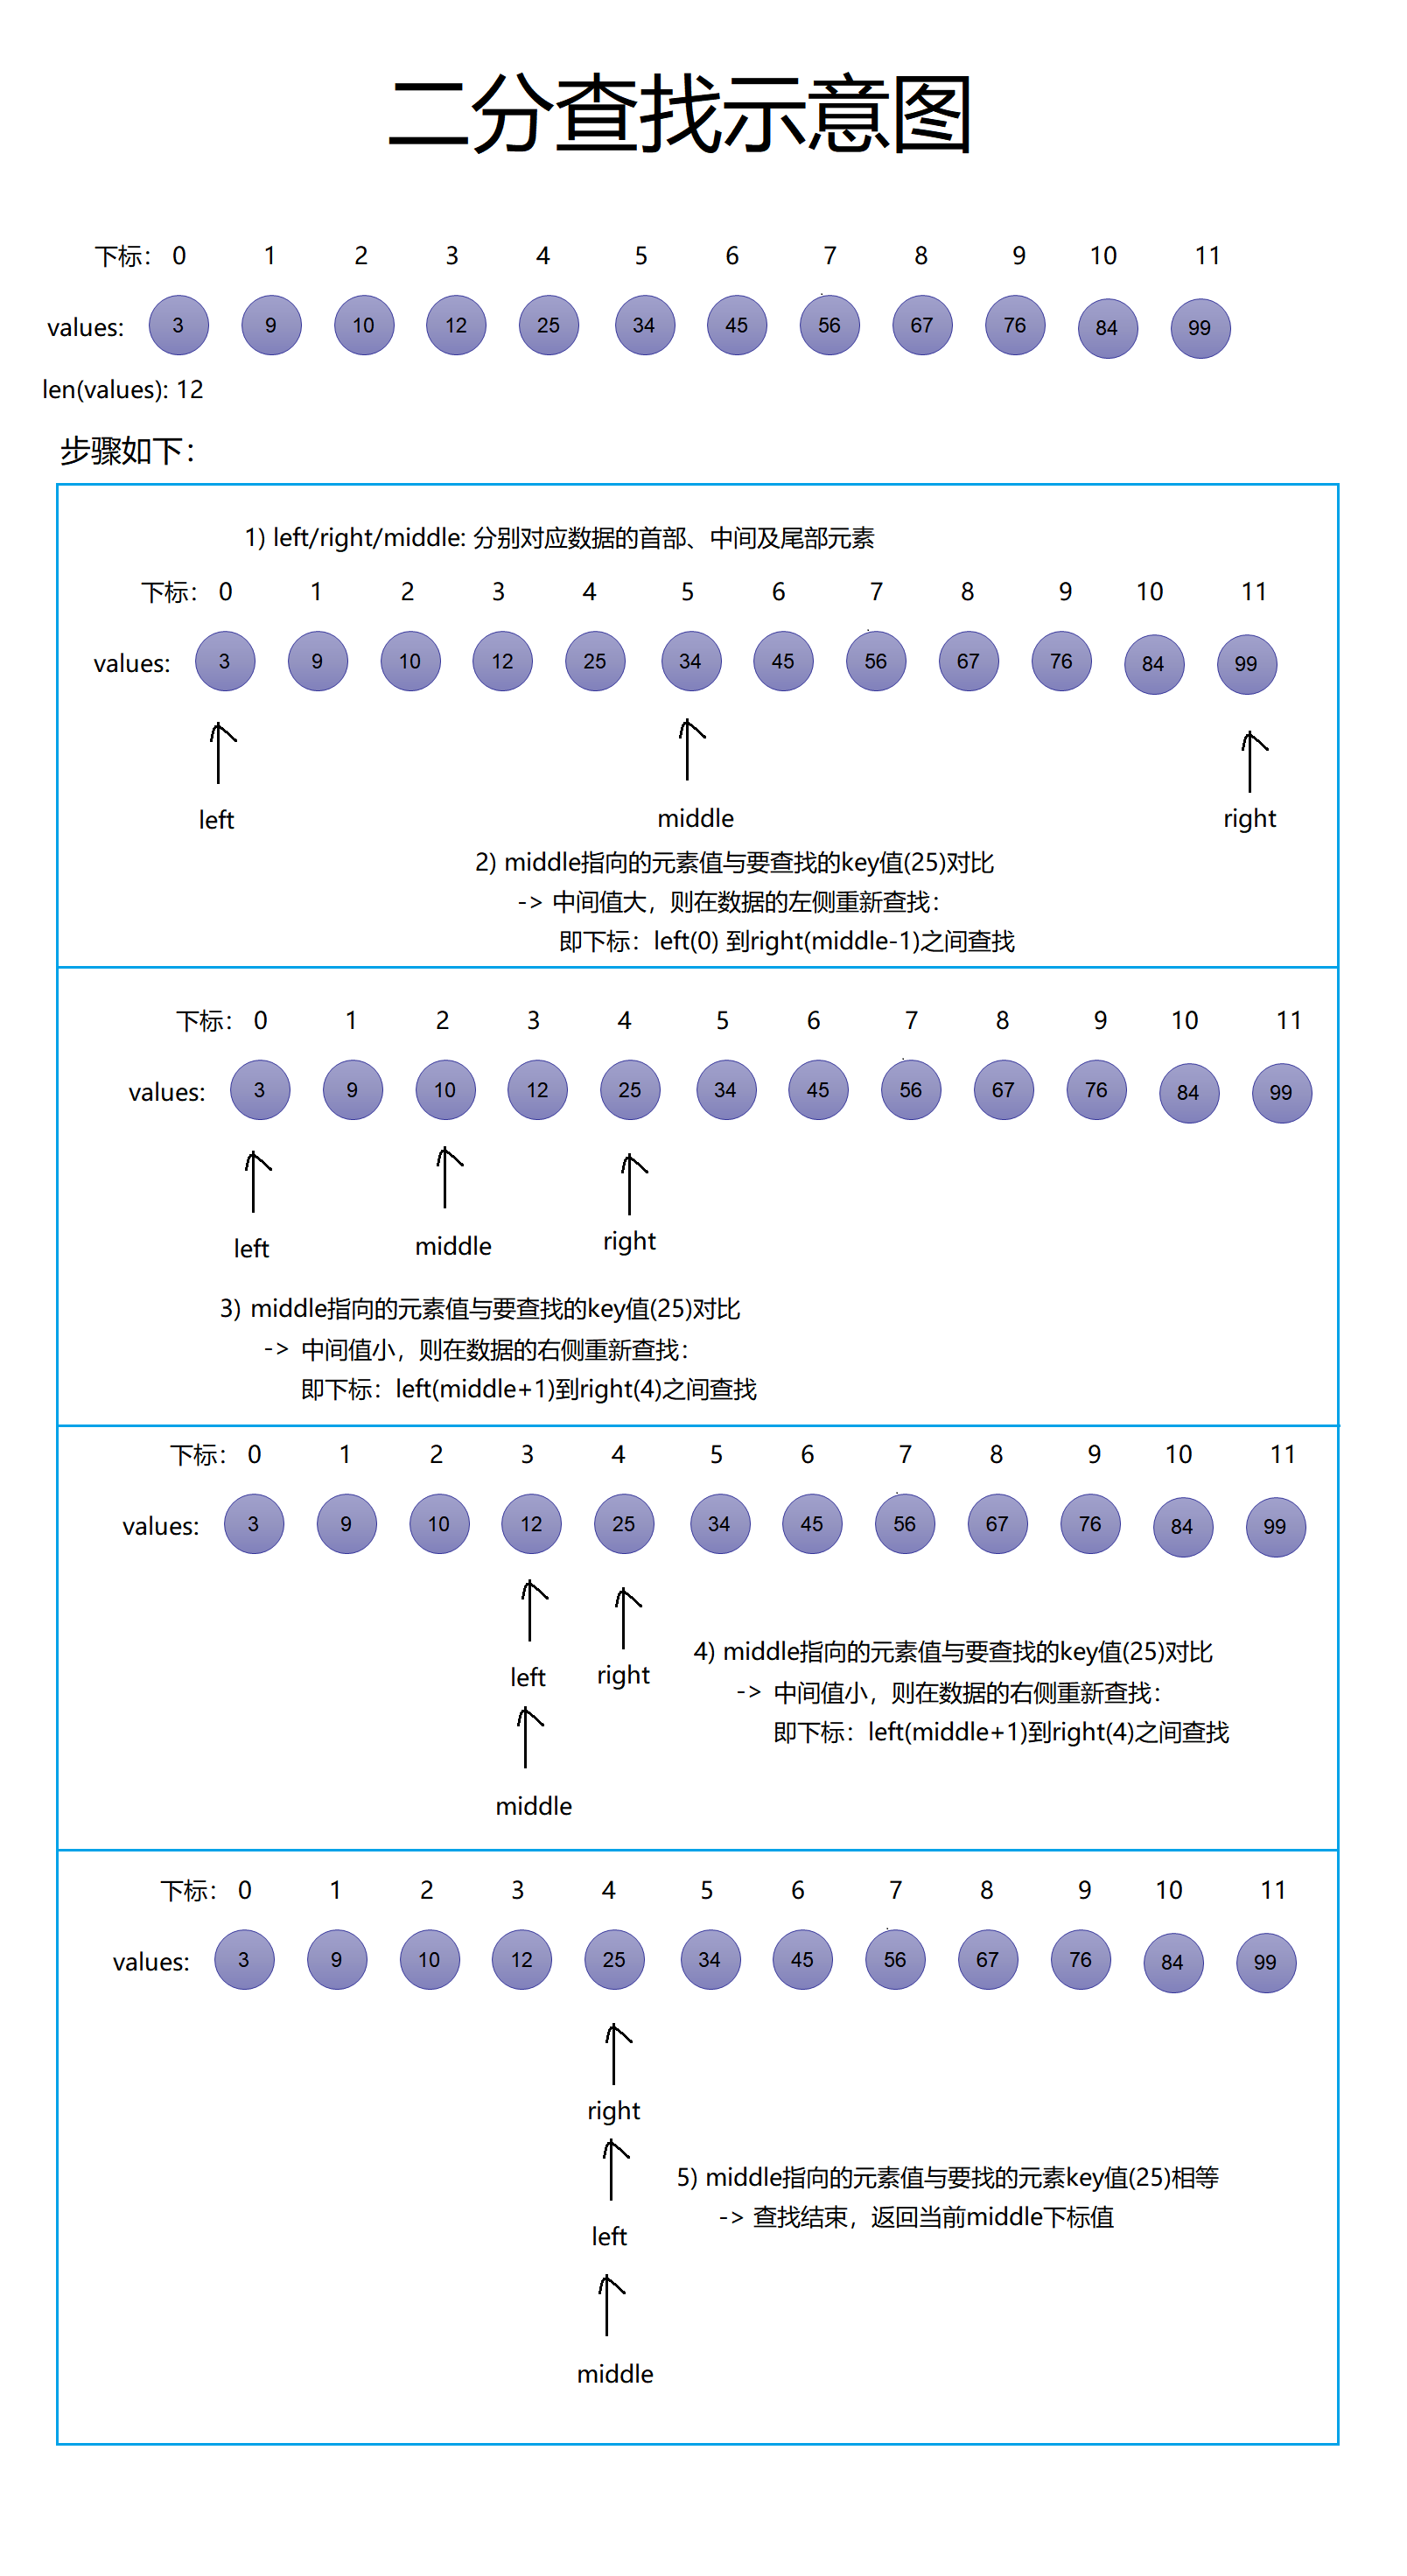 二分查找示意图
下标： 0 1 2 3 4 5 6 7 8 9 10 11
values: 3 9 10 12 25 34 45 56 67 76 84 99
len(values): 12
步骤如下：
1) left/right/middle: 分别对应数据的首部、中间及尾部元素
下标： 0 1 2 3 4 5 6 7 8 9 10 11
values: 3 9 10 12 25 34 45 56 67 76 84 99
left middle right
2) middle指向的元素值与要查找的key值(25)对比
-> 中间值大，则在数据的左侧重新查找：
即下标：left(0) 到right(middle-1)之间查找
下标： 0 1 2 3 4 5 6 7 8 9 10 11
values: 3 9 10 12 25 34 45 56 67 76 84 99
left middle right
3) middle指向的元素值与要查找的key值(25)对比
-> 中间值小，则在数据的右侧重新查找：
即下标：left(middle+1)到right(4)之间查找
下标： 0 1 2 3 4 5 6 7 8 9 10 11
values: 3 9 10 12 25 34 45 56 67 76 84 99
left right
middle
4) middle指向的元素值与要查找的key值(25)对比
-> 中间值小，则在数据的右侧重新查找：
即下标：left(middle+1)到right(4)之间查找
下标： 0 1 2 3 4 5 6 7 8 9 10 11
values: 3 9 10 12 25 34 45 56 67 76 84 99
right
left
middle
5) middle指向的元素值与要找的元素key值(25)相等
-> 查找结束，返回当前middle下标值